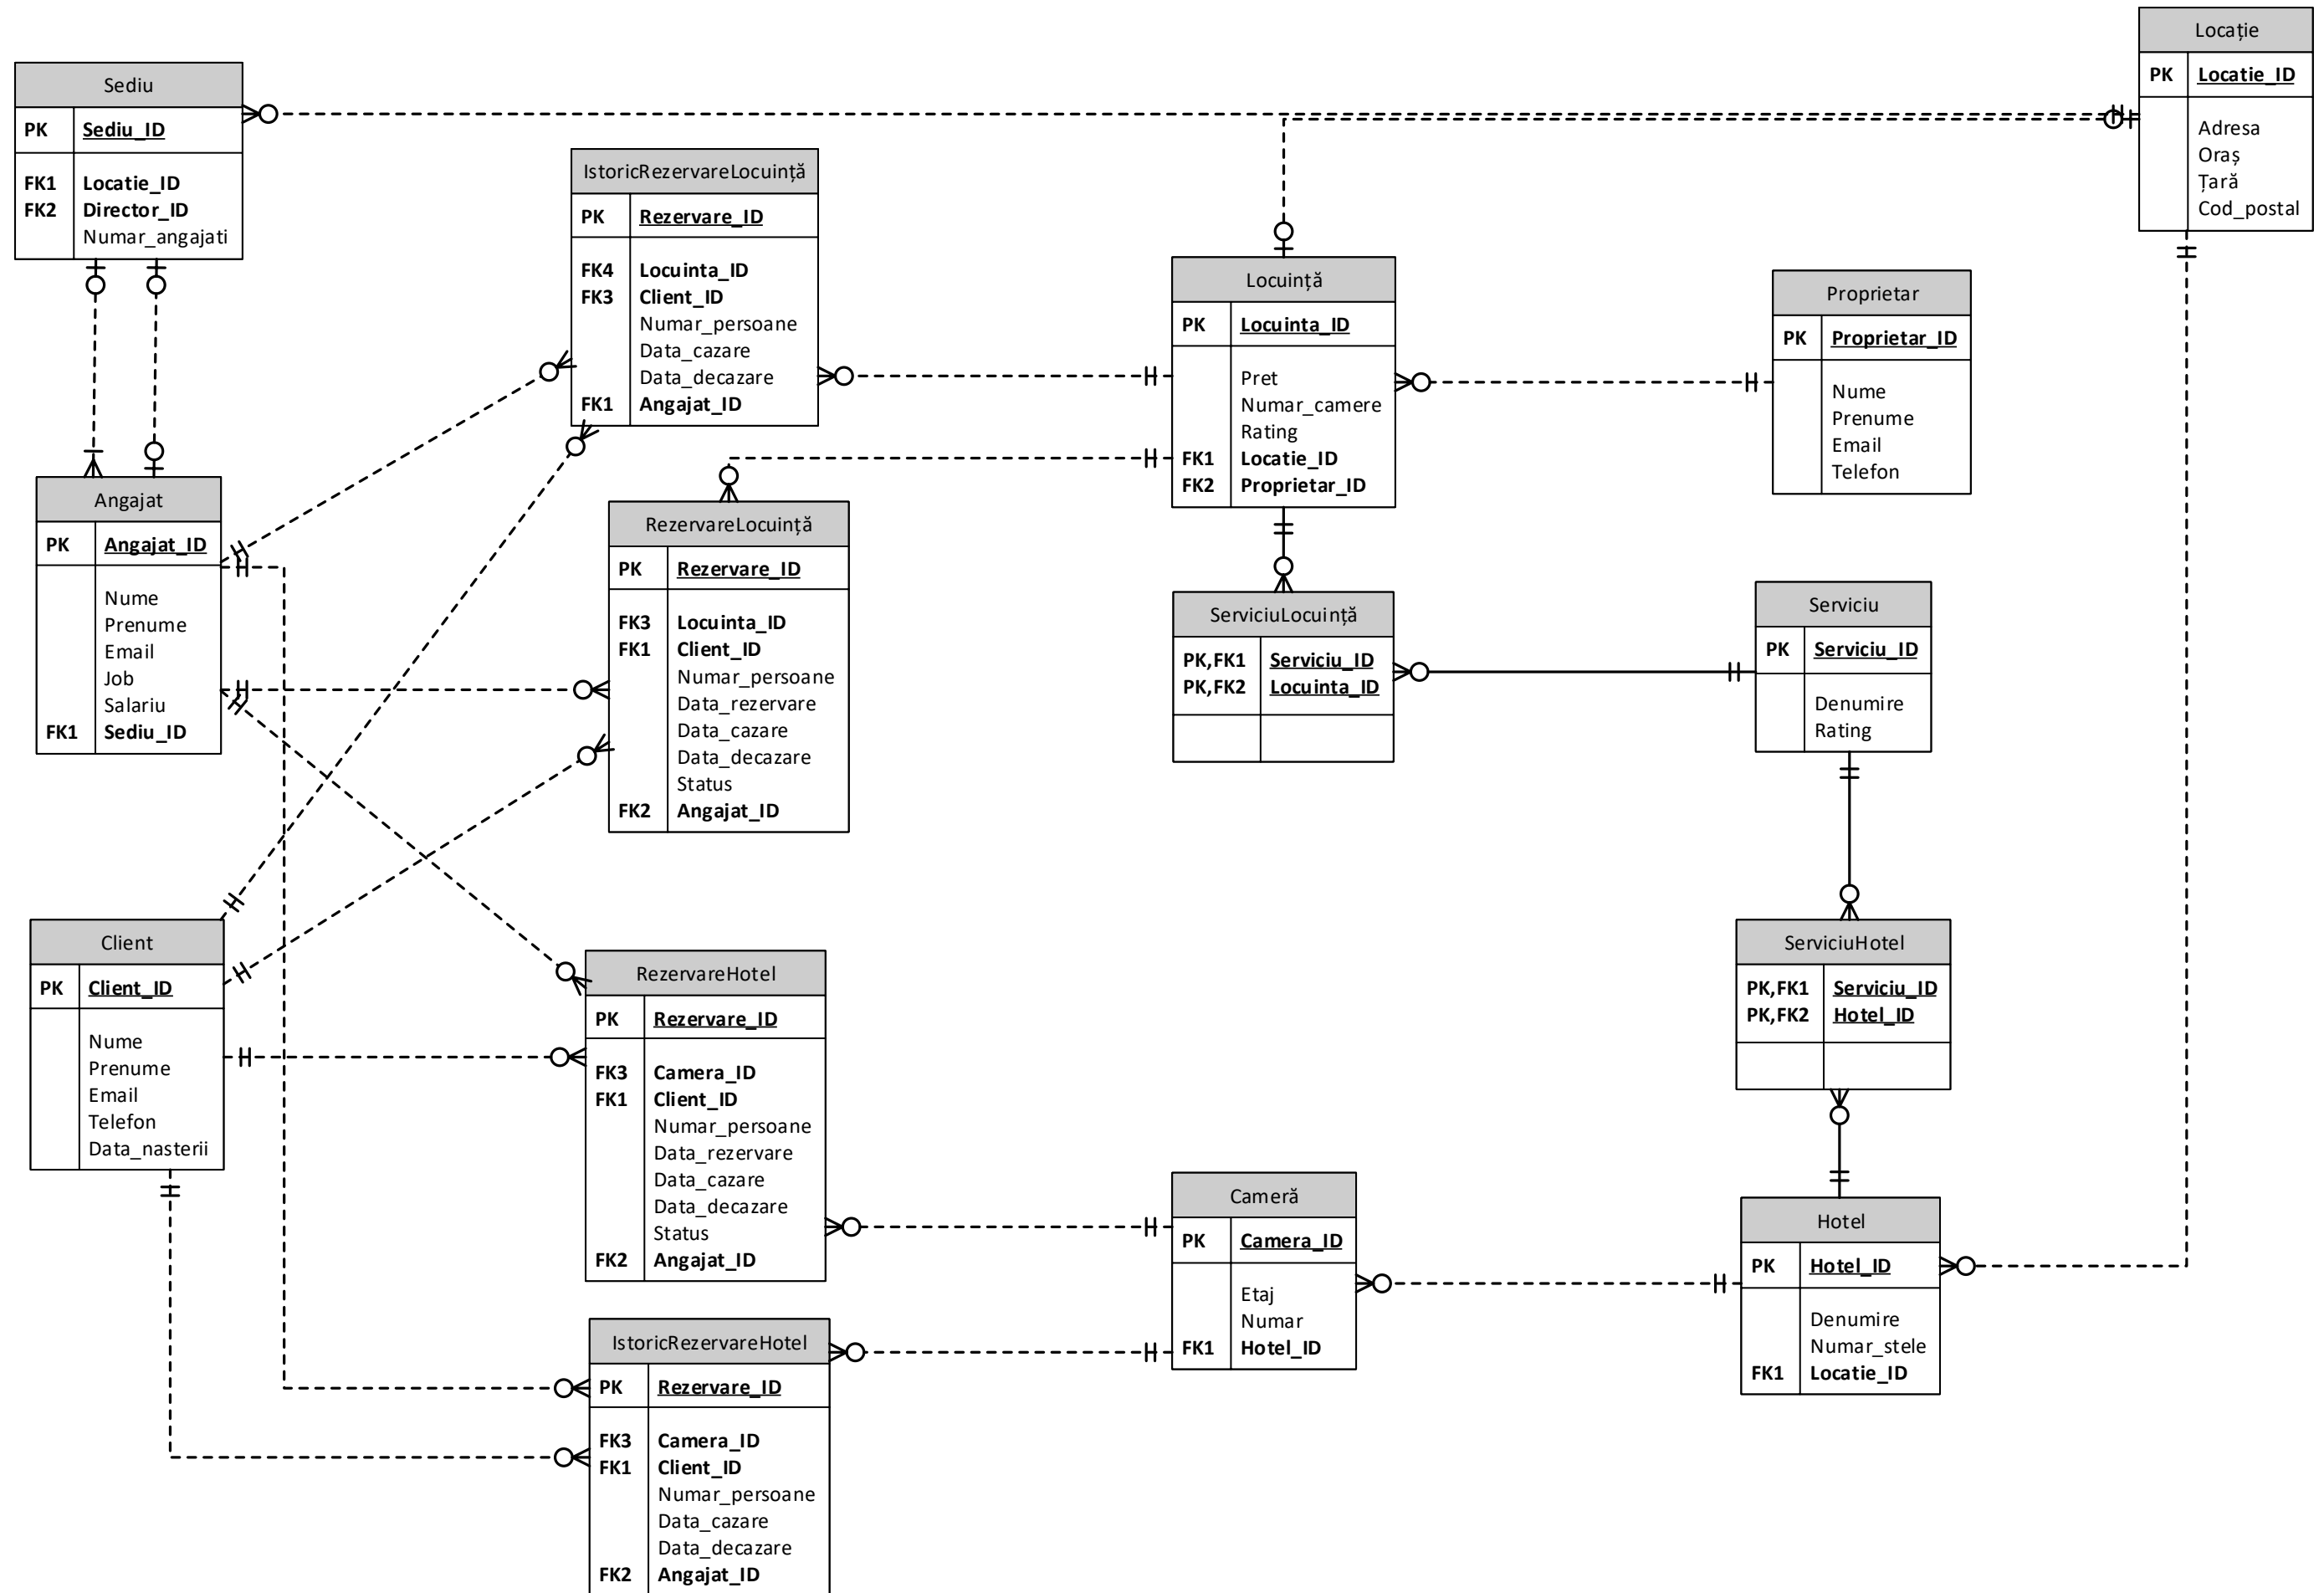 Locație
PK Locatie_ID
Adresa
Oraș
Țară
Cod_postal
Sediu
PK Sediu_ID
FK1 Locatie_ID
FK2 Director_ID
Numar_angajati
IstoricRezervareLocuință
PK Rezervare_ID
FK4 Locuinta_ID
FK3 Client_ID
Numar_persoane
Data_cazare
Data_decazare
FK1 Angajat_ID
Locuință
PK Locuinta_ID
Pret
Numar_camere
Rating
FK1 Locatie_ID
FK2 Proprietar_ID
Proprietar
PK Proprietar_ID
Nume
Prenume
Email
Telefon
Angajat
PK Angajat_ID
Nume
Prenume
Email
Job
Salariu
FK1 Sediu_ID
RezervareLocuință
PK Rezervare_ID
FK3 Locuinta_ID
FK1 Client_ID
Numar_persoane
Data_rezervare
Data_cazare
Data_decazare
Status
FK2 Angajat_ID
ServiciuLocuință
PK,FK1 Serviciu_ID
PK,FK2 Locuinta_ID
Serviciu
PK Serviciu_ID
Denumire
Rating
Client
PK Client_ID
Nume
Prenume
Email
Telefon
Data_nasterii
RezervareHotel
PK Rezervare_ID
FK3 Camera_ID
FK1 Client_ID
Numar_persoane
Data_rezervare
Data_cazare
Data_decazare
Status
FK2 Angajat_ID
ServiciuHotel
PK,FK1 Serviciu_ID
PK,FK2 Hotel_ID
Cameră
PK Camera_ID
Etaj
Numar
FK1 Hotel_ID
Hotel
PK Hotel_ID
Denumire
Numar_stele
FK1 Locatie_ID
IstoricRezervareHotel
PK Rezervare_ID
FK3 Camera_ID
FK1 Client_ID
Numar_persoane
Data_cazare
Data_decazare
FK2 Angajat_ID